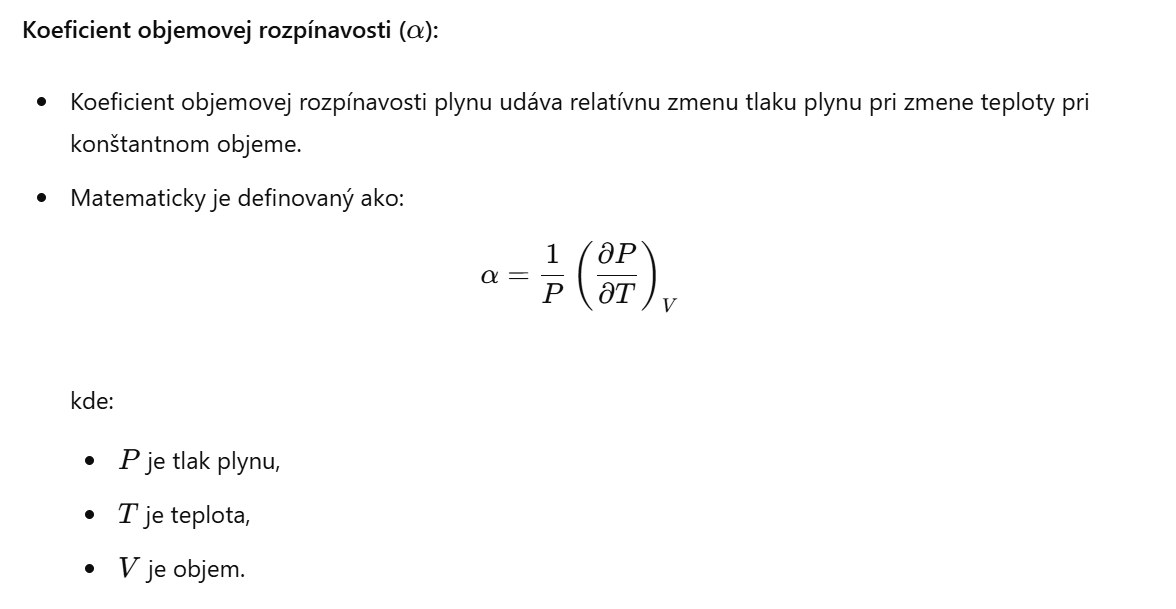 Koeficient objemovej rozpínavosti (α):
• Koeficient objemovej rozpínavosti plynu udáva relatívnu zmenu tlaku plynu pri zmene teploty pri
konštantnom objeme.
• Matematicky je definovaný ako:
α = 1/P (∂P/∂T)_V
kde:
• P je tlak plynu,
• T je teplota,
• V je objem.